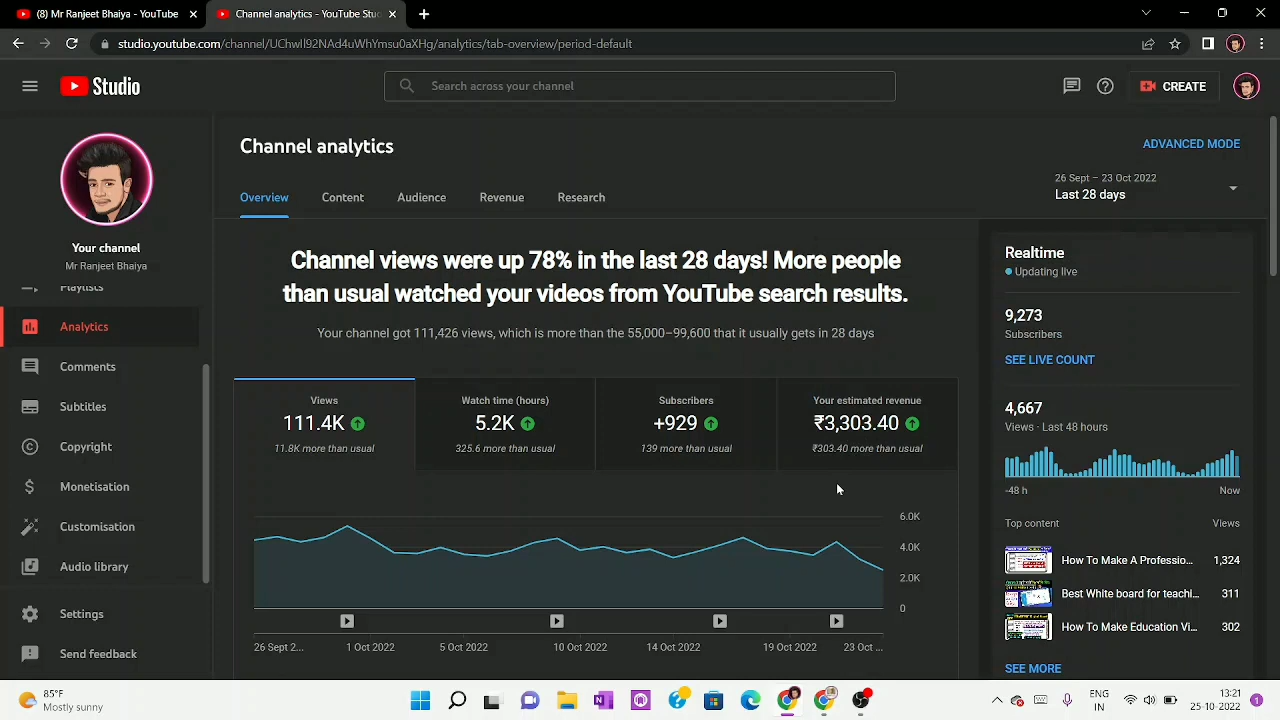 (8) Mr Ranjeet Bhaiya - YouTube
Channel analytics - YouTube Stu
studio.youtube.com/channel/UChwII92NAd4uWhYmsu0aXHg/analytics/tab-overview/period-default
Studio
Search across your channel
CREATE
Your channel
Mr Ranjeet Bhaiya
Playlists
Analytics
Comments
Subtitles
Copyright
Monetisation
Customisation
Audio library
Settings
Send feedback
Channel analytics
ADVANCED MODE
Overview Content Audience Revenue Research
26 Sept – 23 Oct 2022
Last 28 days
Channel views were up 78% in the last 28 days! More people
than usual watched your videos from YouTube search results.
Your channel got 111,426 views, which is more than the 55,000–99,600 that it usually gets in 28 days
Views
111.4K
11.8K more than usual
Watch time (hours)
5.2K
325.6 more than usual
Subscribers
+929
139 more than usual
Your estimated revenue
₹3,303.40
₹303.40 more than usual
6.0K
4.0K
2.0K
0
26 Sept 2... 1 Oct 2022 5 Oct 2022 10 Oct 2022 14 Oct 2022 19 Oct 2022 23 Oct ...
Realtime
Updating live
9,273
Subscribers
SEE LIVE COUNT
4,667
Views · Last 48 hours
-48 h Now
Top content Views
How To Make A Professio... 1,324
Best White board for teachi... 311
How To Make Education Vi... 302
SEE MORE
85°F
Mostly sunny
ENG
IN
13:21
25-10-2022
1